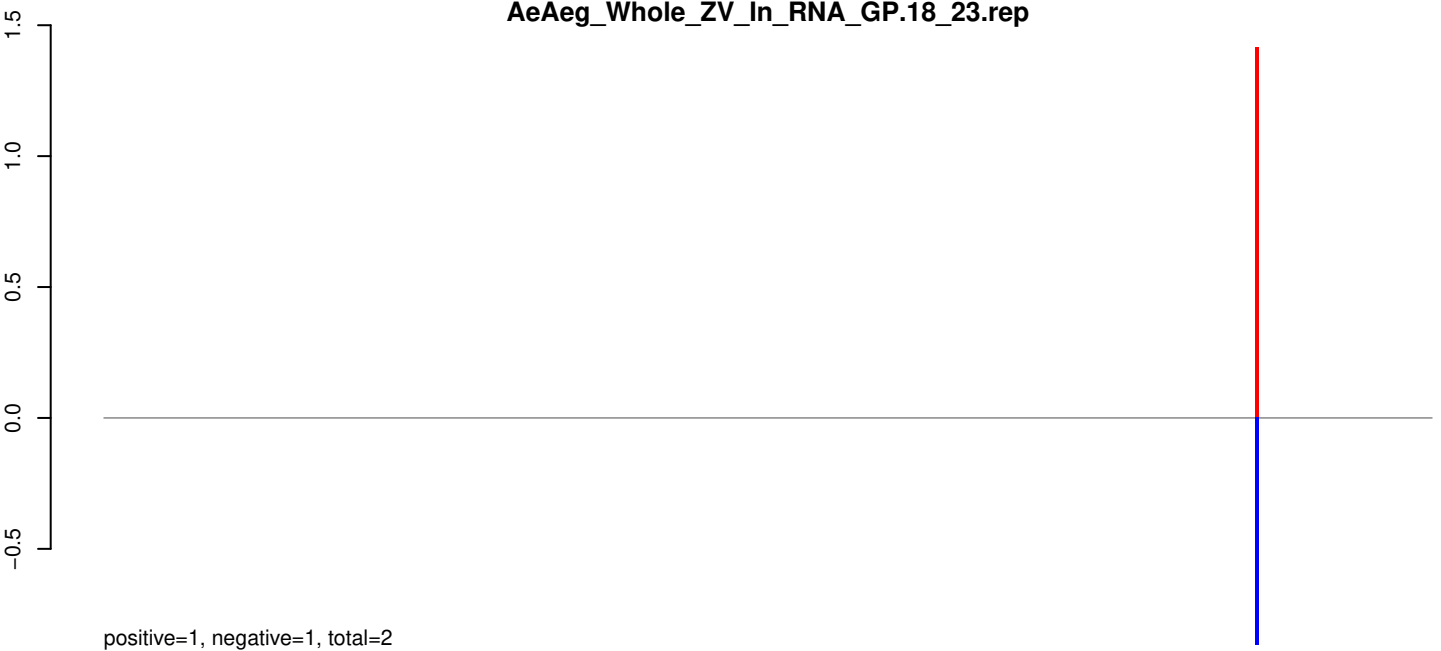 AeAeg_Whole_ZV_In_RNA_GP.18_23.rep
1.5
1.0
0.5
0.0
−0.5
positive=1, negative=1, total=2